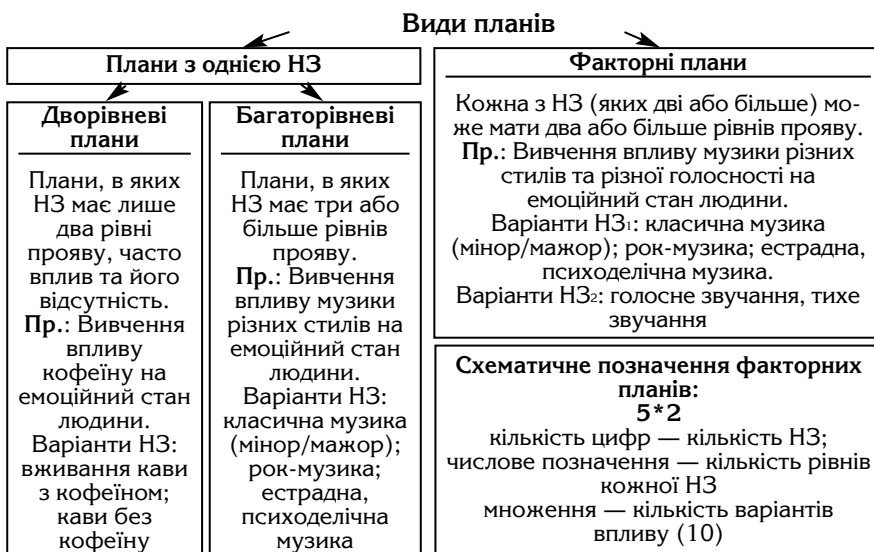 Види планів
Плани з однією НЗ
Дворівневі
плани
Плани, в яких
НЗ має лише
два рівні
прояву, часто
вплив та його
відсутність.
Пр.: Вивчення
впливу
кофеїну на
емоційний стан
людини.
Варіанти НЗ:
вживання кави
з кофеїном;
кави без
кофеїну
Багаторівневі
плани
Плани, в яких
НЗ має три або
більше рівнів
прояву.
Пр.: Вивчення
впливу музики
різних стилів на
емоційний стан
людини.
Варіанти НЗ:
класична музика
(мінор/мажор);
рок-музика;
естрадна,
психоделічна
музика
Факторні плани
Кожна з НЗ (яких дві або більше) мо-
же мати два або більше рівнів прояву.
Пр.: Вивчення впливу музики різних
стилів та різної голосності на
емоційний стан людини.
Варіанти НЗ₁: класична музика
(мінор/мажор); рок-музика; естрадна,
психоделічна музика.
Варіанти НЗ₂: голосне звучання, тихе
звучання
Схематичне позначення факторних
планів:
5*2
кількість цифр — кількість НЗ;
числове позначення — кількість рівнів
кожної НЗ
множення — кількість варіантів
впливу (10)